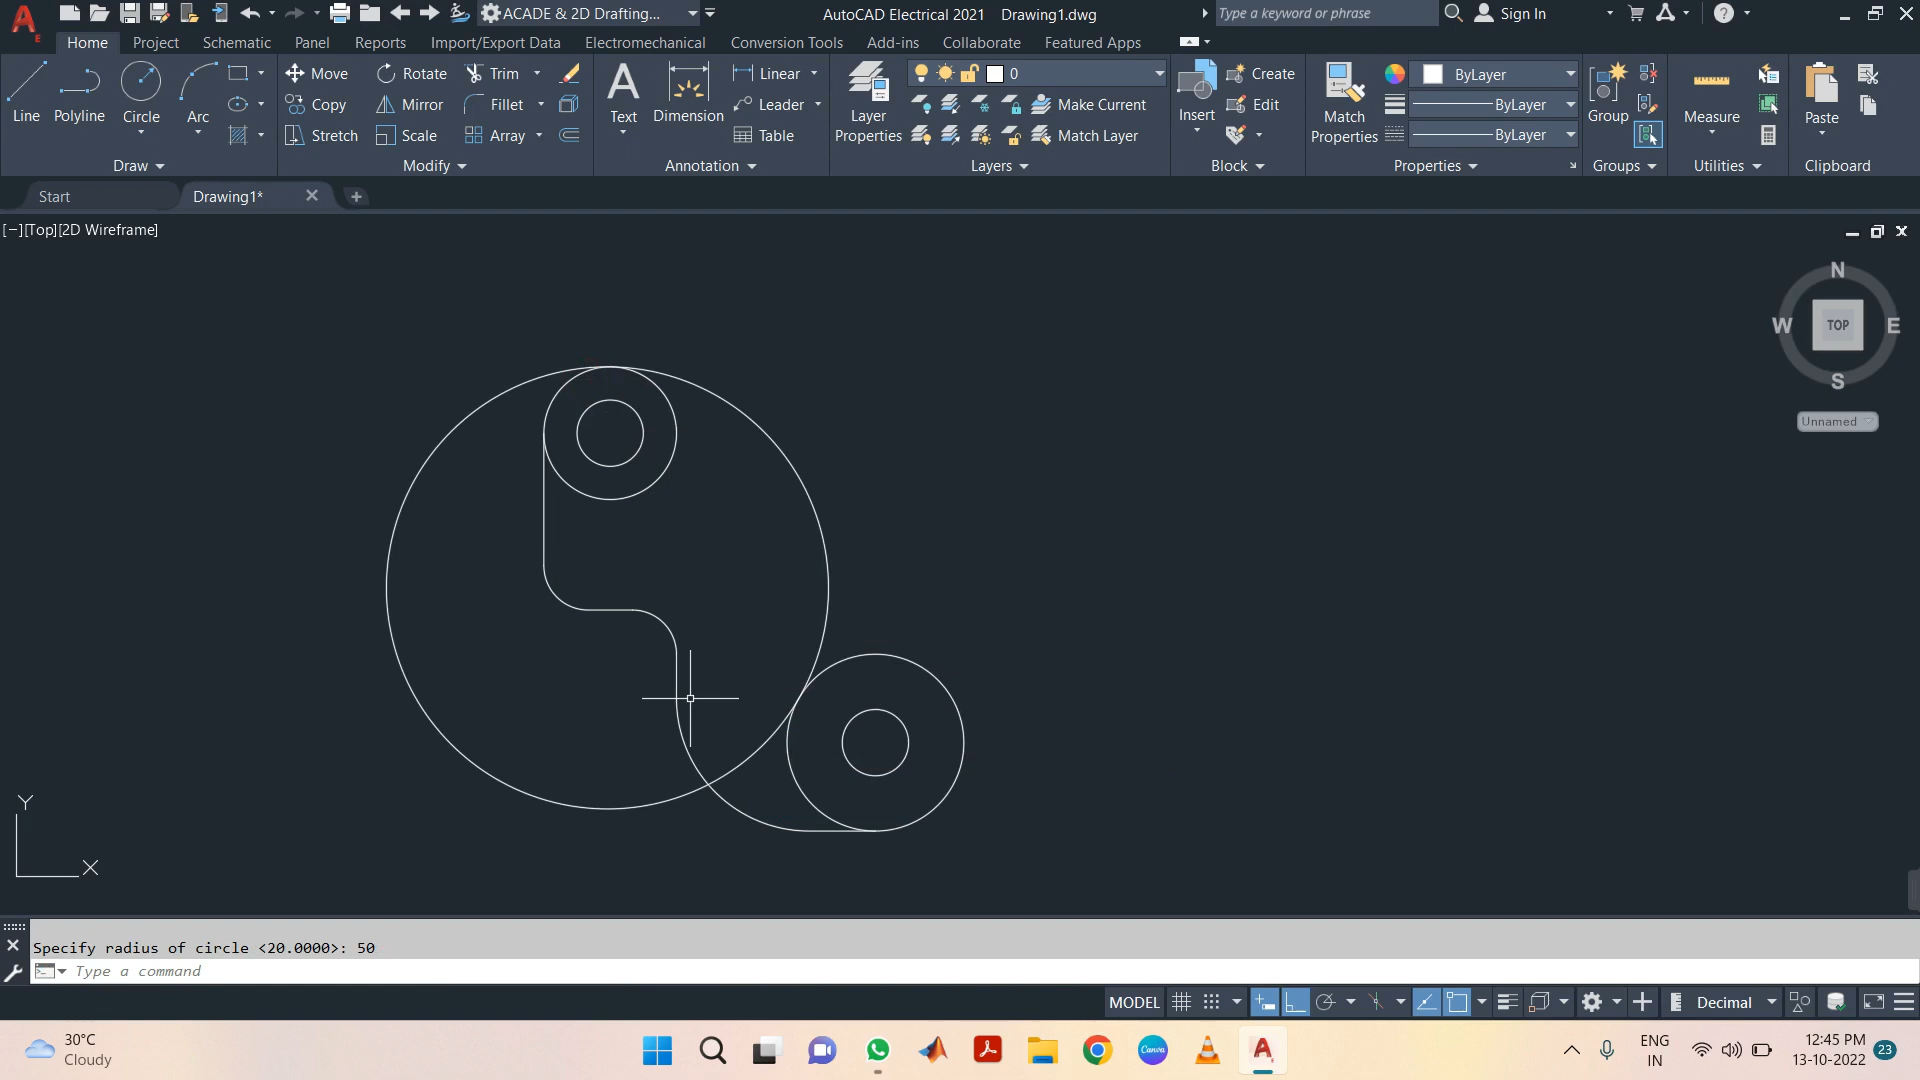 ACADE & 2D Drafting...
AutoCAD Electrical 2021 Drawing1.dwg
Type a keyword or phrase
Sign In
Home Project Schematic Panel Reports Import/Export Data Electromechanical Conversion Tools Add-ins Collaborate Featured Apps
Line Polyline Circle Arc
Draw
Move Rotate Trim
Copy Mirror Fillet
Stretch Scale Array
Modify
Text Dimension
Linear
Leader
Table
Annotation
Layer Properties
0
Make Current
Match Layer
Layers
Insert
Create
Edit
Block
Match Properties
ByLayer
ByLayer
ByLayer
Properties
Group
Groups
Measure
Utilities
Paste
Clipboard
Start Drawing1*
[−][Top][2D Wireframe]
N
W TOP E
S
Unnamed
Y
X
Specify radius of circle <20.0000>: 50
Type a command
MODEL Decimal
30°C
Cloudy
Canva
ENG
IN
12:45 PM
13-10-2022
23